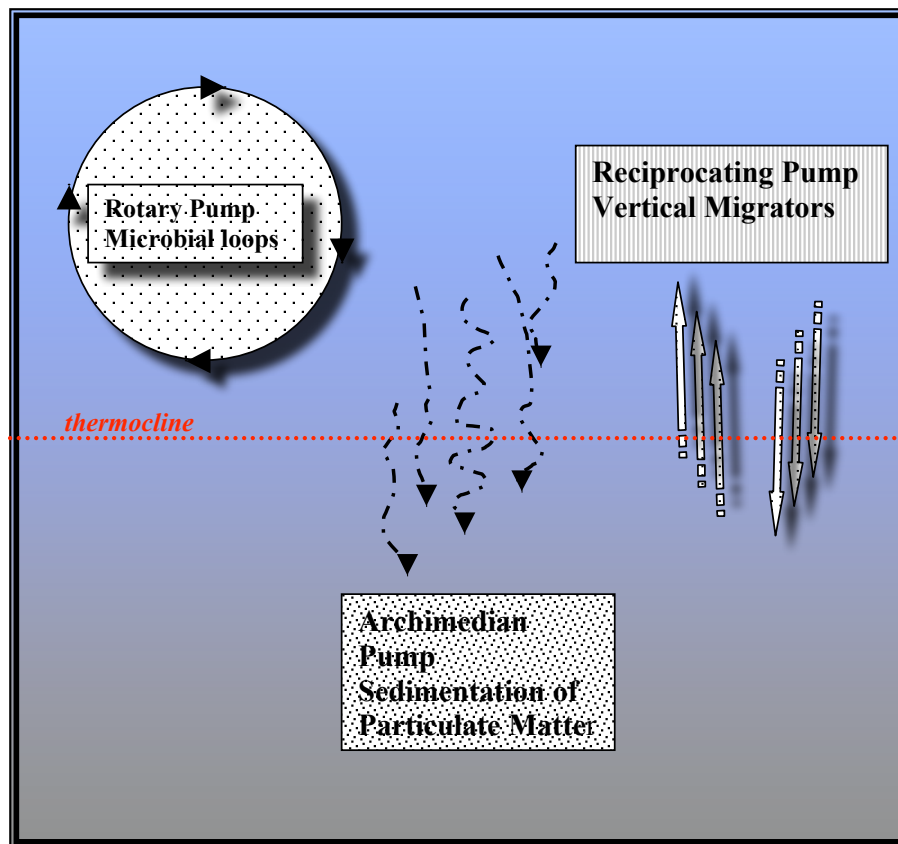 Rotary Pump
Microbial loops
Reciprocating Pump
Vertical Migrators
thermocline
Archimedian
Pump
Sedimentation of
Particulate Matter